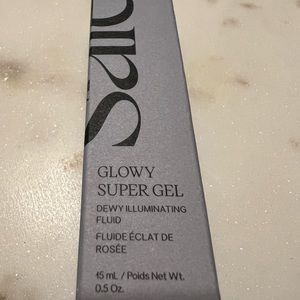 GLOWY
SUPER GEL
DEWY ILLUMINATING
FLUID
FLUIDE ÉCLAT DE
ROSÉE
15 mL / Poids Net Wt.
0.5 Oz.